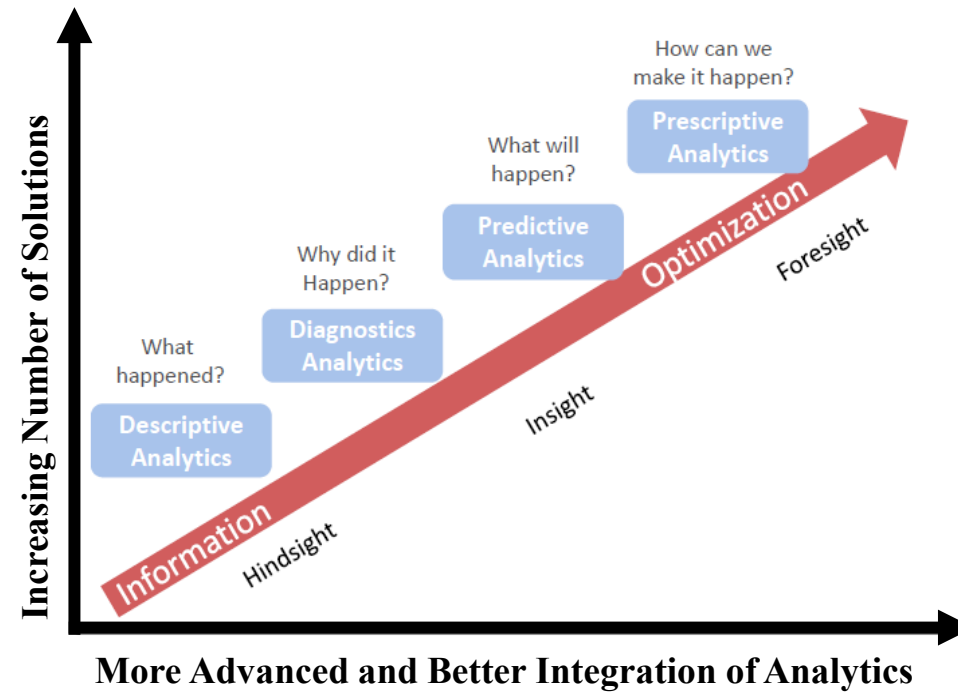 How can we
make it happen?
Prescriptive
Analytics
What will
happen?
Predictive
Analytics
Why did it
Happen?
Diagnostics
Analytics
What
happened?
Descriptive
Analytics
Information
Optimization
Hindsight
Insight
Foresight
Increasing Number of Solutions
More Advanced and Better Integration of Analytics